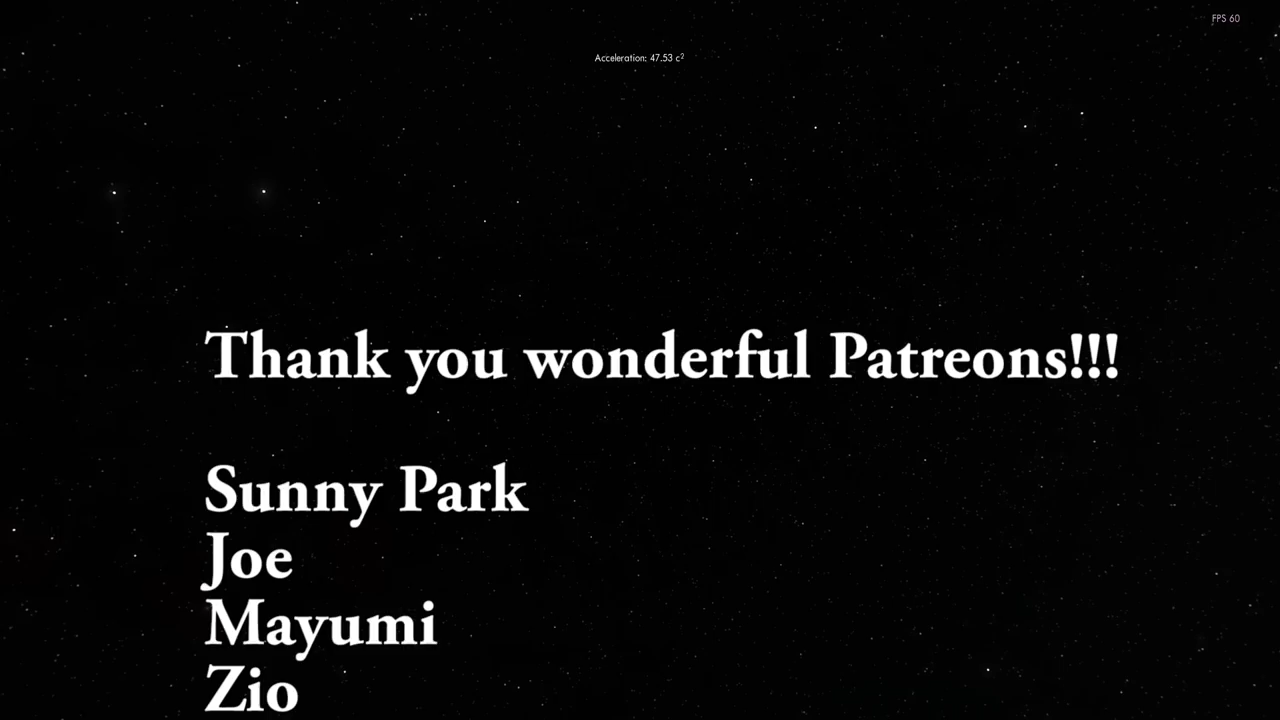 FPS 60
Acceleration: 47.53 c²
Thank you wonderful Patreons!!!
Sunny Park
Joe
Mayumi
Zio